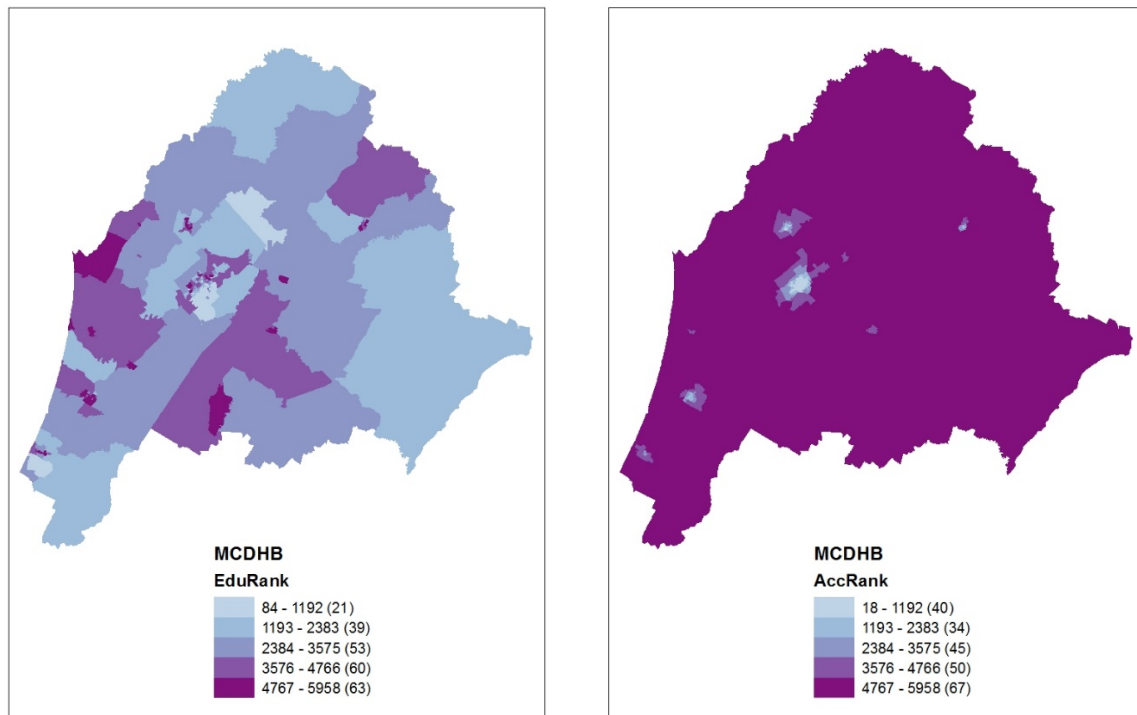 MCDHB
EduRank
84 - 1192 (21)
1193 - 2383 (39)
2384 - 3575 (53)
3576 - 4766 (60)
4767 - 5958 (63)
MCDHB
AccRank
18 - 1192 (40)
1193 - 2383 (34)
2384 - 3575 (45)
3576 - 4766 (50)
4767 - 5958 (67)